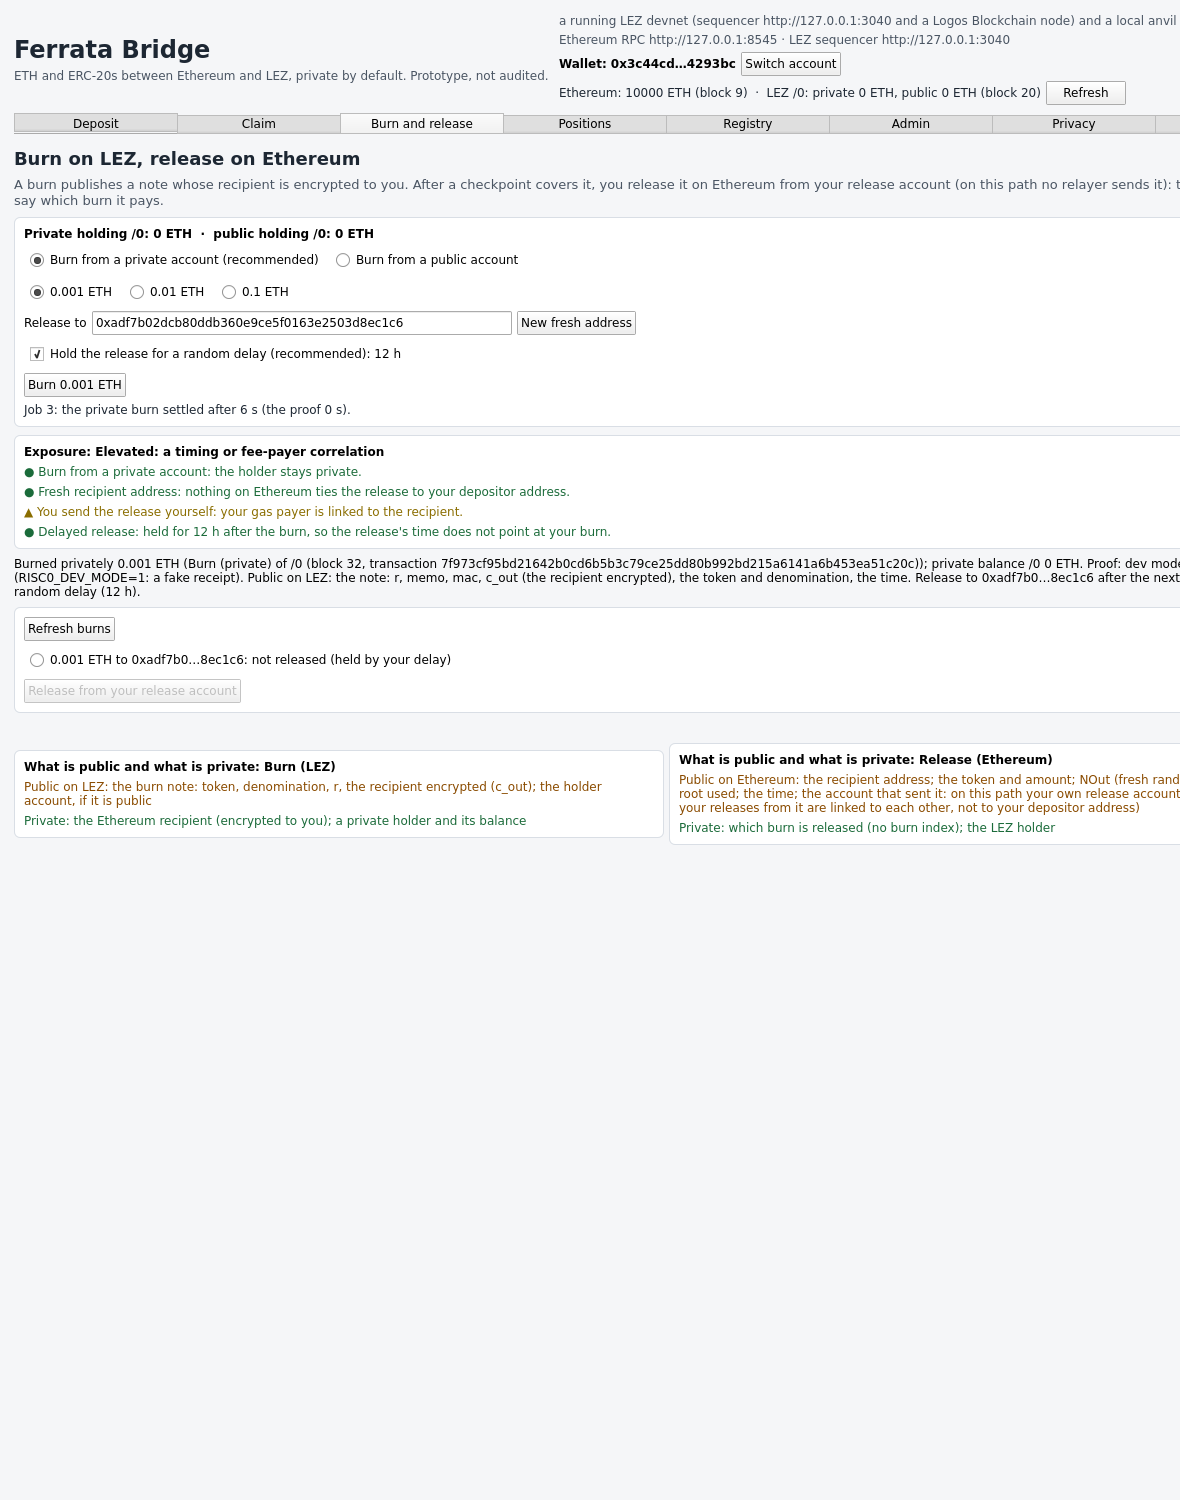 Ferrata Bridge
ETH and ERC-20s between Ethereum and LEZ, private by default. Prototype, not audited.
a running LEZ devnet (sequencer http://127.0.0.1:3040 and a Logos Blockchain node) and a local anvil
Ethereum RPC http://127.0.0.1:8545 · LEZ sequencer http://127.0.0.1:3040
Wallet: 0x3c44cd…4293bc Switch account
Ethereum: 10000 ETH (block 9) · LEZ /0: private 0 ETH, public 0 ETH (block 20) Refresh
Deposit Claim Burn and release Positions Registry Admin Privacy
Burn on LEZ, release on Ethereum
A burn publishes a note whose recipient is encrypted to you. After a checkpoint covers it, you release it on Ethereum from your release account (on this path no relayer sends it):
say which burn it pays.
Private holding /0: 0 ETH · public holding /0: 0 ETH
Burn from a private account (recommended) Burn from a public account
0.001 ETH 0.01 ETH 0.1 ETH
Release to 0xadf7b02dcb80ddb360e9ce5f0163e2503d8ec1c6 New fresh address
Hold the release for a random delay (recommended): 12 h
Burn 0.001 ETH
Job 3: the private burn settled after 6 s (the proof 0 s).
Exposure: Elevated: a timing or fee-payer correlation
● Burn from a private account: the holder stays private.
● Fresh recipient address: nothing on Ethereum ties the release to your depositor address.
▲ You send the release yourself: your gas payer is linked to the recipient.
● Delayed release: held for 12 h after the burn, so the release's time does not point at your burn.
Burned privately 0.001 ETH (Burn (private) of /0 (block 32, transaction 7f973cf95bd21642b0cd6b5b3c79ce25dd80b992bd215a6141a6b453ea51c20c)); private balance /0 0 ETH. Proof: dev mode
(RISC0_DEV_MODE=1: a fake receipt). Public on LEZ: the note: r, memo, mac, c_out (the recipient encrypted), the token and denomination, the time. Release to 0xadf7b0…8ec1c6 after the next
random delay (12 h).
Refresh burns
0.001 ETH to 0xadf7b0…8ec1c6: not released (held by your delay)
Release from your release account
What is public and what is private: Burn (LEZ)
Public on LEZ: the burn note: token, denomination, r, the recipient encrypted (c_out); the holder
account, if it is public
Private: the Ethereum recipient (encrypted to you); a private holder and its balance
What is public and what is private: Release (Ethereum)
Public on Ethereum: the recipient address; the token and amount; NOut (fresh rand
root used; the time; the account that sent it: on this path your own release account
your releases from it are linked to each other, not to your depositor address)
Private: which burn is released (no burn index); the LEZ holder